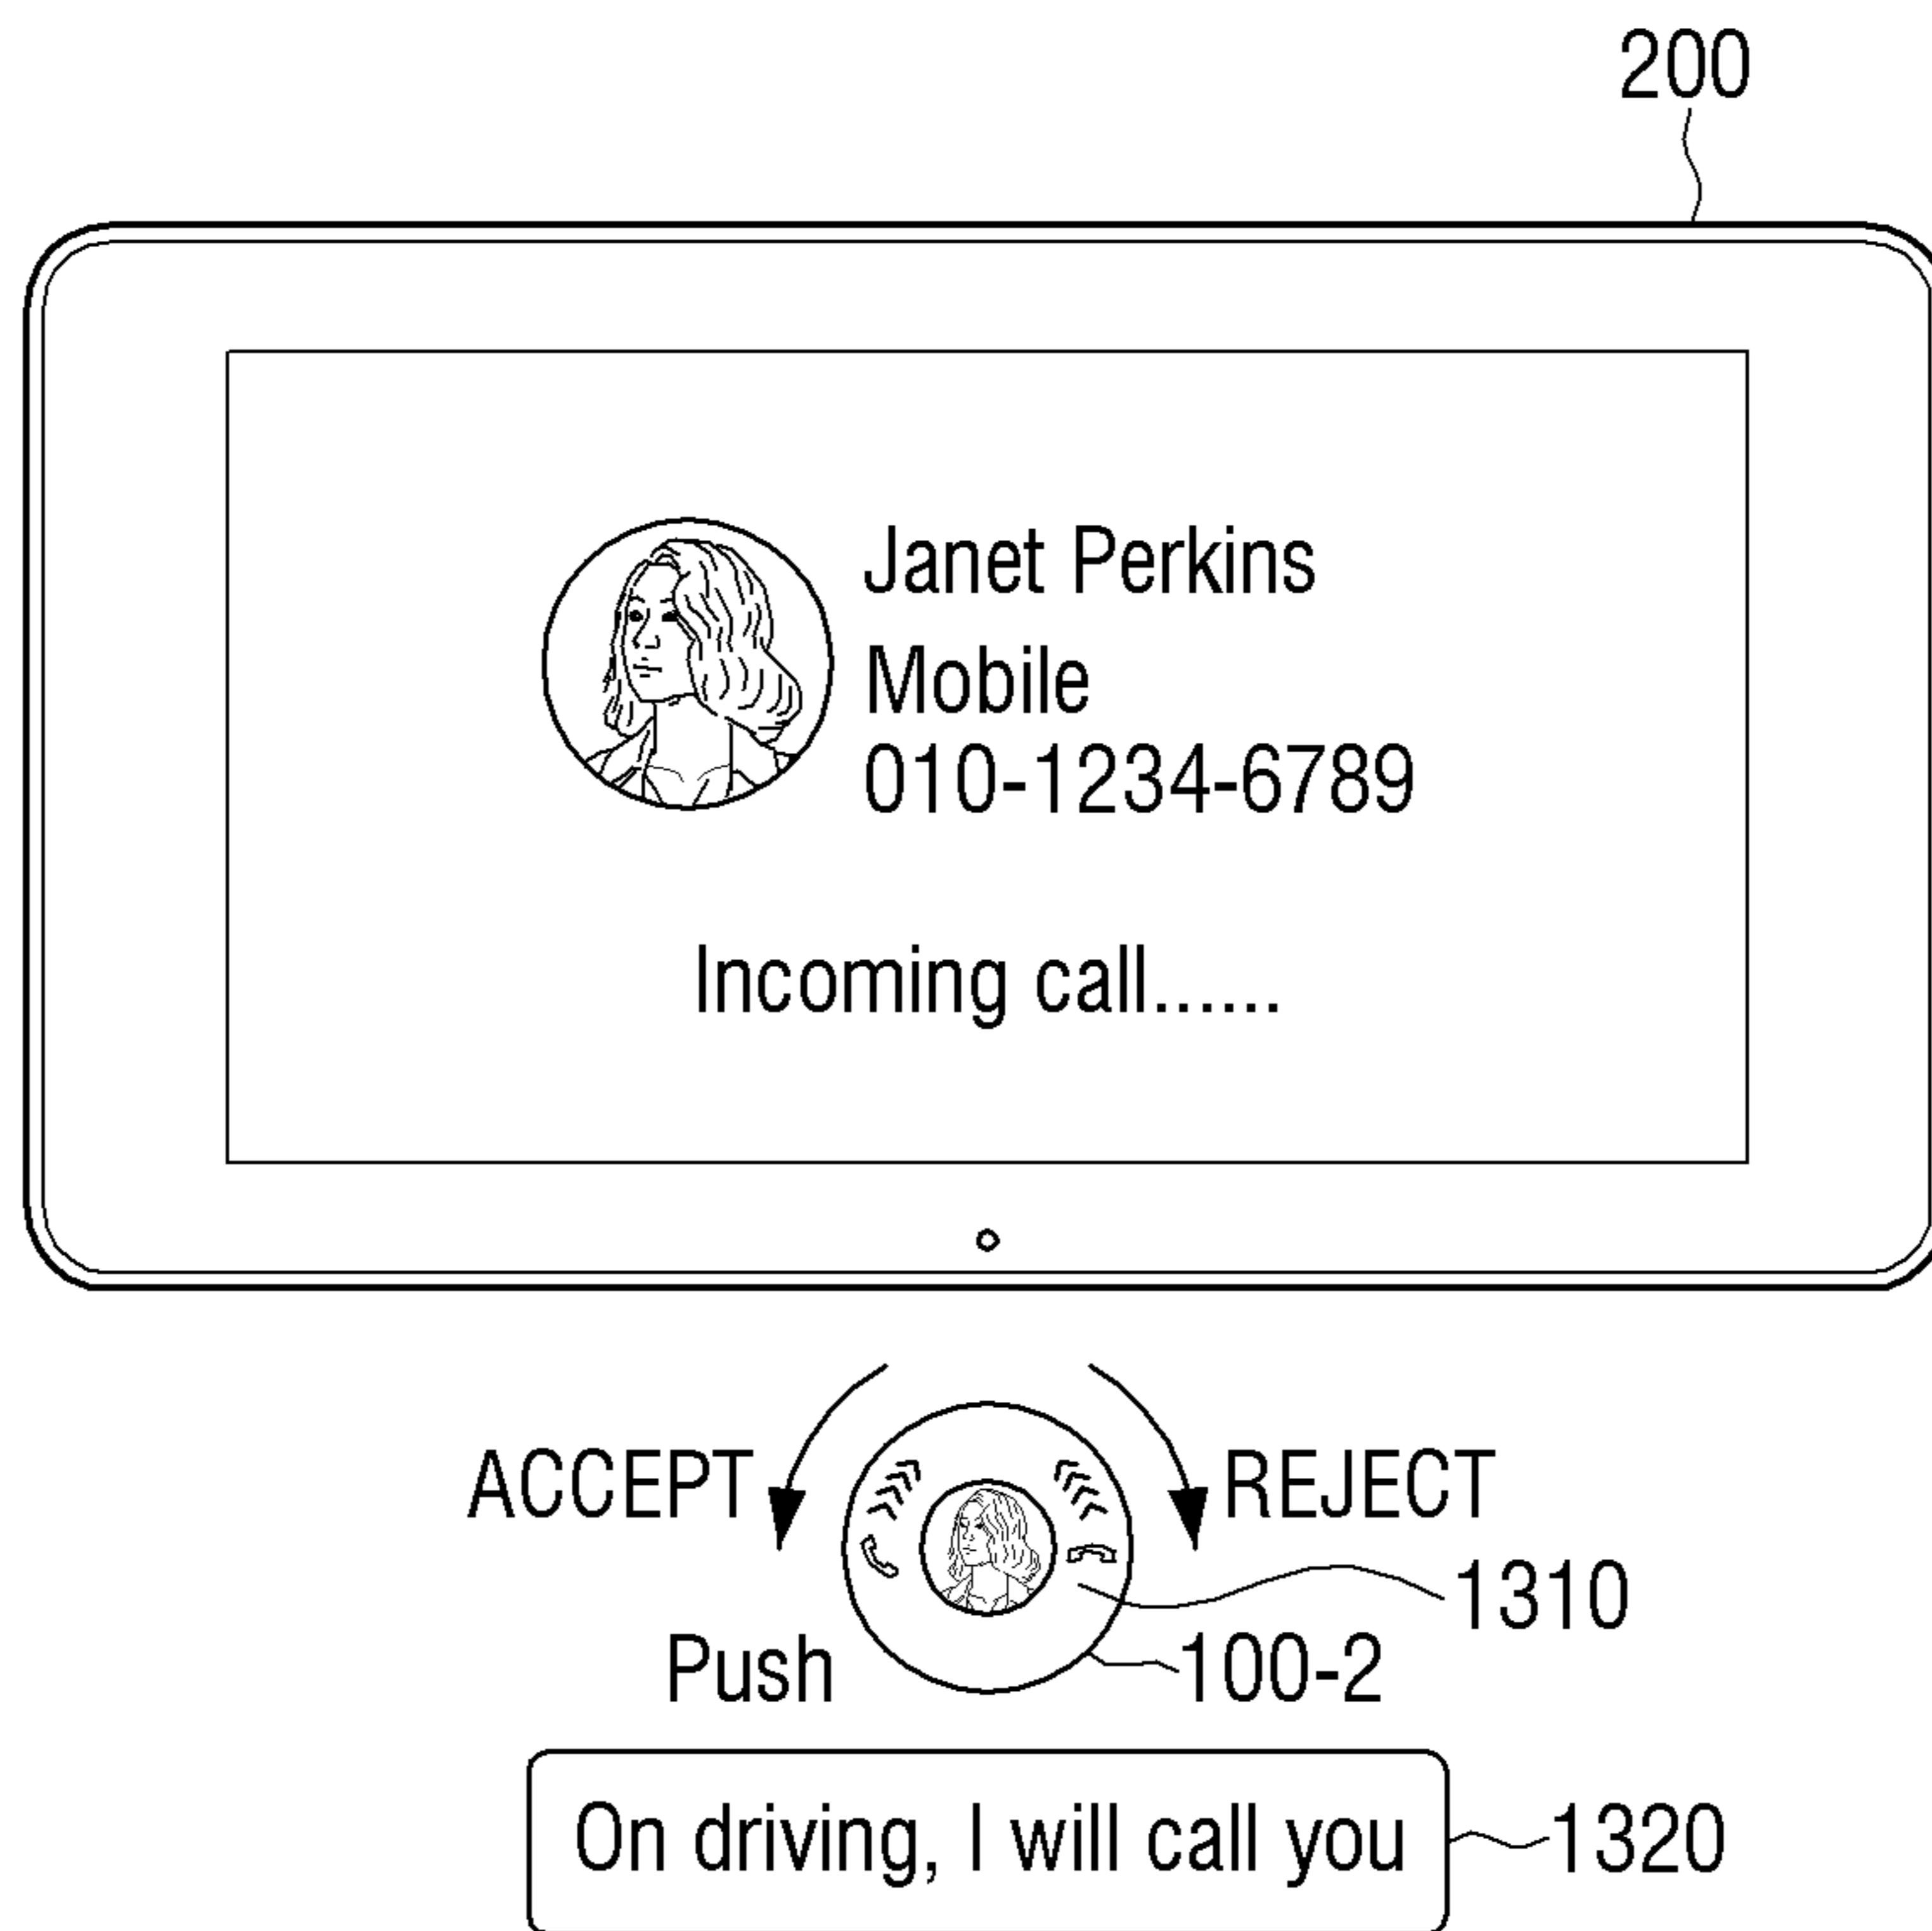 200
Janet Perkins
Mobile
010-1234-6789
Incoming call......
ACCEPT
REJECT
1310
Push
100-2
On driving, I will call you
1320